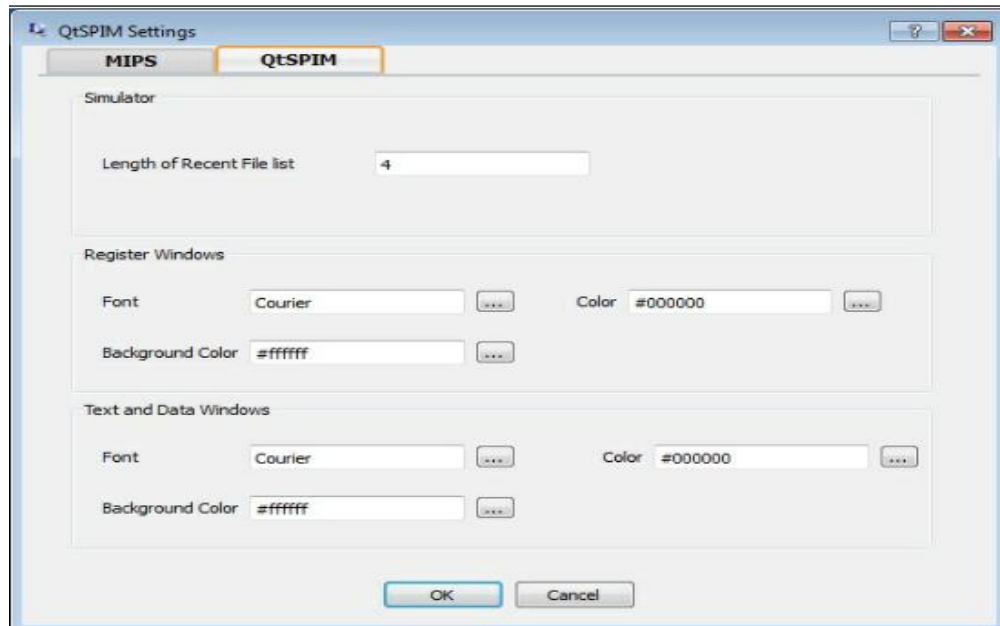 QtSPIM Settings
MIPS QtSPIM
Simulator
Length of Recent File list 4
Register Windows
Font Courier ... Color #000000 ...
Background Color #ffffff ...
Text and Data Windows
Font Courier ... Color #000000 ...
Background Color #ffffff ...
OK Cancel